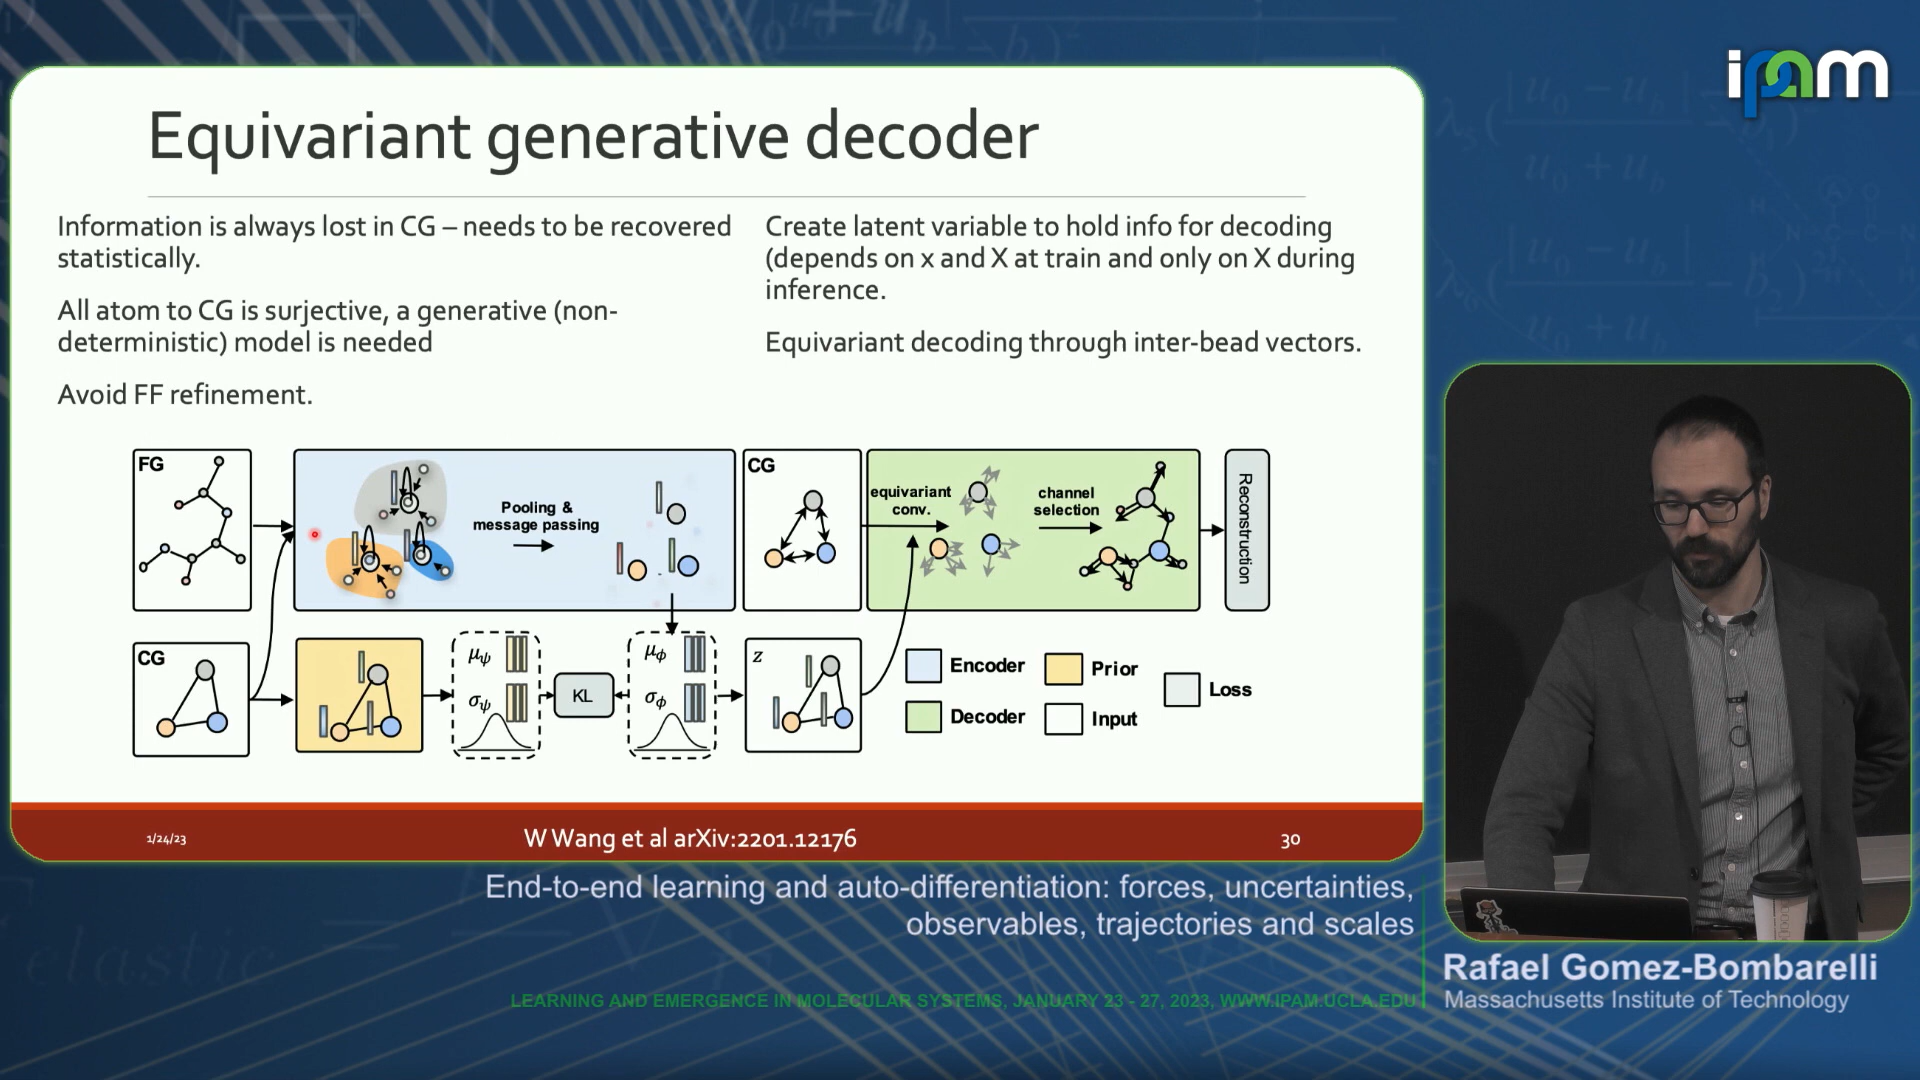 ipam
Equivariant generative decoder
Information is always lost in CG – needs to be recovered
statistically.
All atom to CG is surjective, a generative (non-
deterministic) model is needed
Avoid FF refinement.
Create latent variable to hold info for decoding
(depends on x and X at train and only on X during
inference.
Equivariant decoding through inter-bead vectors.
FG
Pooling &
message passing
CG
equivariant
conv.
channel
selection
Reconstruction
CG
μψ
σψ
KL
μϕ
σϕ
z
Encoder
Prior
Loss
Decoder
Input
1/24/23
W Wang et al arXiv:2201.12176
30
End-to-end learning and auto-differentiation: forces, uncertainties,
observables, trajectories and scales
Rafael Gomez-Bombarelli
Massachusetts Institute of Technology
LEARNING AND EMERGENCE IN MOLECULAR SYSTEMS, JANUARY 23 - 27, 2023, WWW.IPAM.UCLA.EDU
elastic